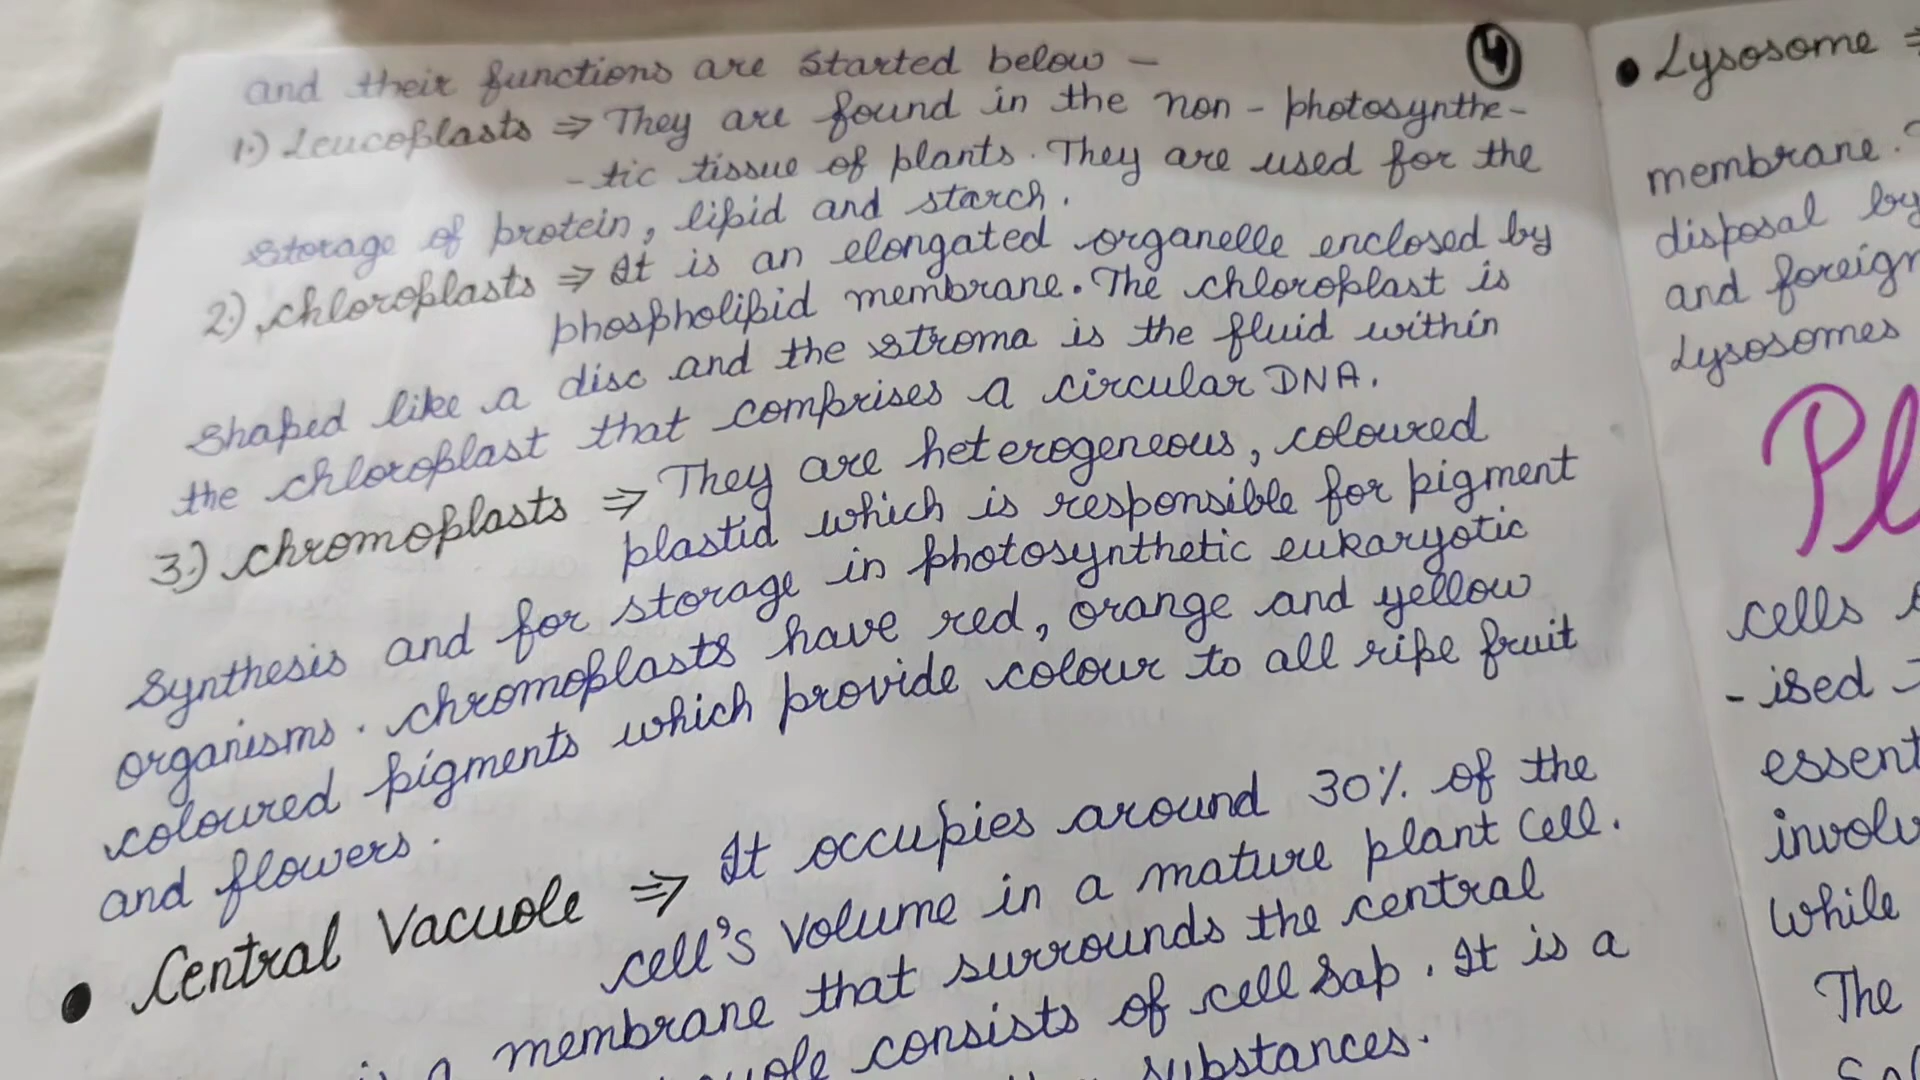 4
and their functions are started below -
1.) Leucoplasts ⇒ They are found in the non - photosynthe-
- tic tissue of plants. They are used for the
storage of protein, lipid and starch.
2.) chloroplasts ⇒ It is an elongated organelle enclosed by
phospholipid membrane. The chloroplast is
shaped like a disc and the stroma is the fluid within
the chloroplast that comprises a circular DNA.
3.) chromoplasts ⇒ They are heterogeneous, coloured
plastid which is responsible for pigment
synthesis and for storage in photosynthetic eukaryotic
organisms. chromoplasts have red, orange and yellow
coloured pigments which provide colour to all ripe fruit
and flowers.
• Central Vacuole ⇒ It occupies around 30% of the
cell's volume in a mature plant cell.
is a membrane that surrounds the central
consists of cell sap. It is a
substances.
• Lysosome ⇒
membrane.
disposal by
and foreign
Lysosomes
Pl
cells
- ised
essent
involv
while
The